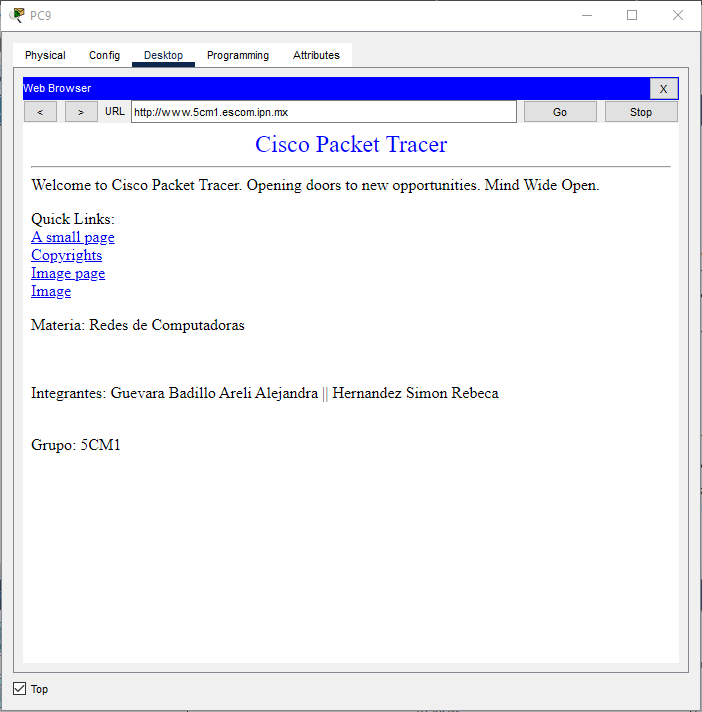 PC9
Physical Config Desktop Programming Attributes
Web Browser X
< > URL http://www.5cm1.escom.ipn.mx Go Stop
Cisco Packet Tracer
Welcome to Cisco Packet Tracer. Opening doors to new opportunities. Mind Wide Open.
Quick Links:
A small page
Copyrights
Image page
Image
Materia: Redes de Computadoras
Integrantes: Guevara Badillo Areli Alejandra || Hernandez Simon Rebeca
Grupo: 5CM1
Top